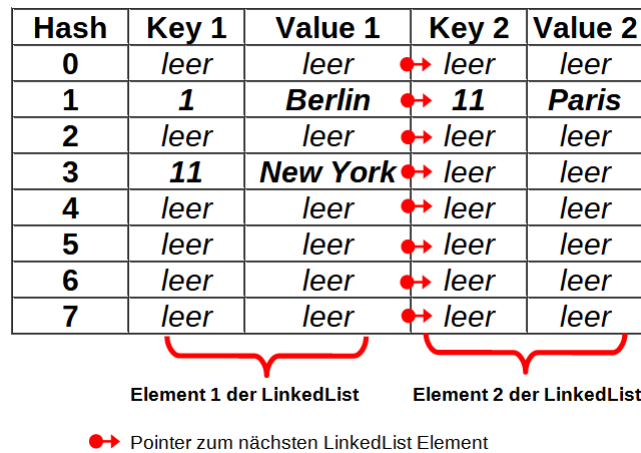 Hash Key 1 Value 1 Key 2 Value 2
0 leer leer leer leer
1 1 Berlin 11 Paris
2 leer leer leer leer
3 11 New York leer leer
4 leer leer leer leer
5 leer leer leer leer
6 leer leer leer leer
7 leer leer leer leer
Element 1 der LinkedList Element 2 der LinkedList
Pointer zum nächsten LinkedList Element